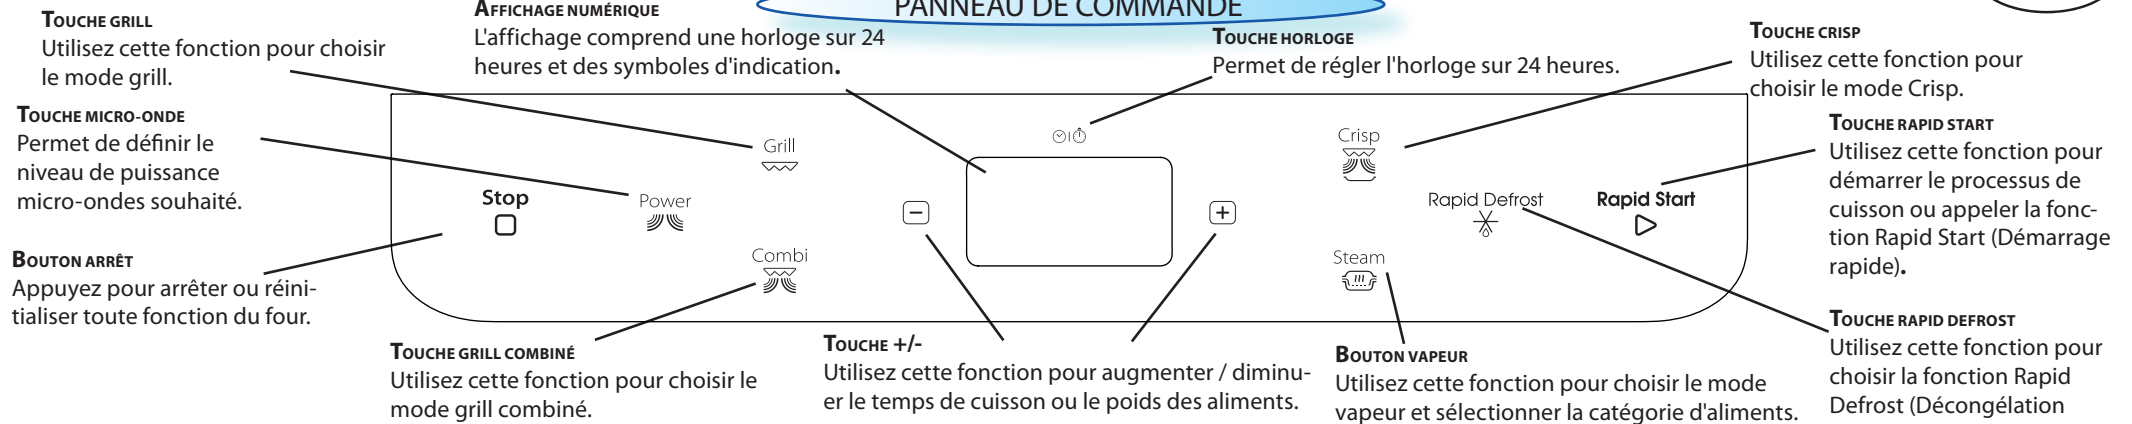 PANNEAU DE COMMANDE
TOUCHE GRILL
Utilisez cette fonction pour choisir
le mode grill.
AFFICHAGE NUMÉRIQUE
L'affichage comprend une horloge sur 24
heures et des symboles d'indication.
TOUCHE HORLOGE
Permet de régler l'horloge sur 24 heures.
TOUCHE CRISP
Utilisez cette fonction pour
choisir le mode Crisp.
TOUCHE MICRO-ONDE
Permet de définir le
niveau de puissance
micro-ondes souhaité.
TOUCHE RAPID START
Utilisez cette fonction pour
démarrer le processus de
cuisson ou appeler la fonc-
tion Rapid Start (Démarrage
rapide).
Grill
Crisp
Stop
Power
Rapid Defrost
Rapid Start
Combi
Steam
BOUTON ARRÊT
Appuyez pour arrêter ou réini-
tialiser toute fonction du four.
TOUCHE GRILL COMBINÉ
Utilisez cette fonction pour choisir le
mode grill combiné.
TOUCHE +/-
Utilisez cette fonction pour augmenter / diminu-
er le temps de cuisson ou le poids des aliments.
BOUTON VAPEUR
Utilisez cette fonction pour choisir le mode
vapeur et sélectionner la catégorie d'aliments.
TOUCHE RAPID DEFROST
Utilisez cette fonction pour
choisir la fonction Rapid
Defrost (Décongélation